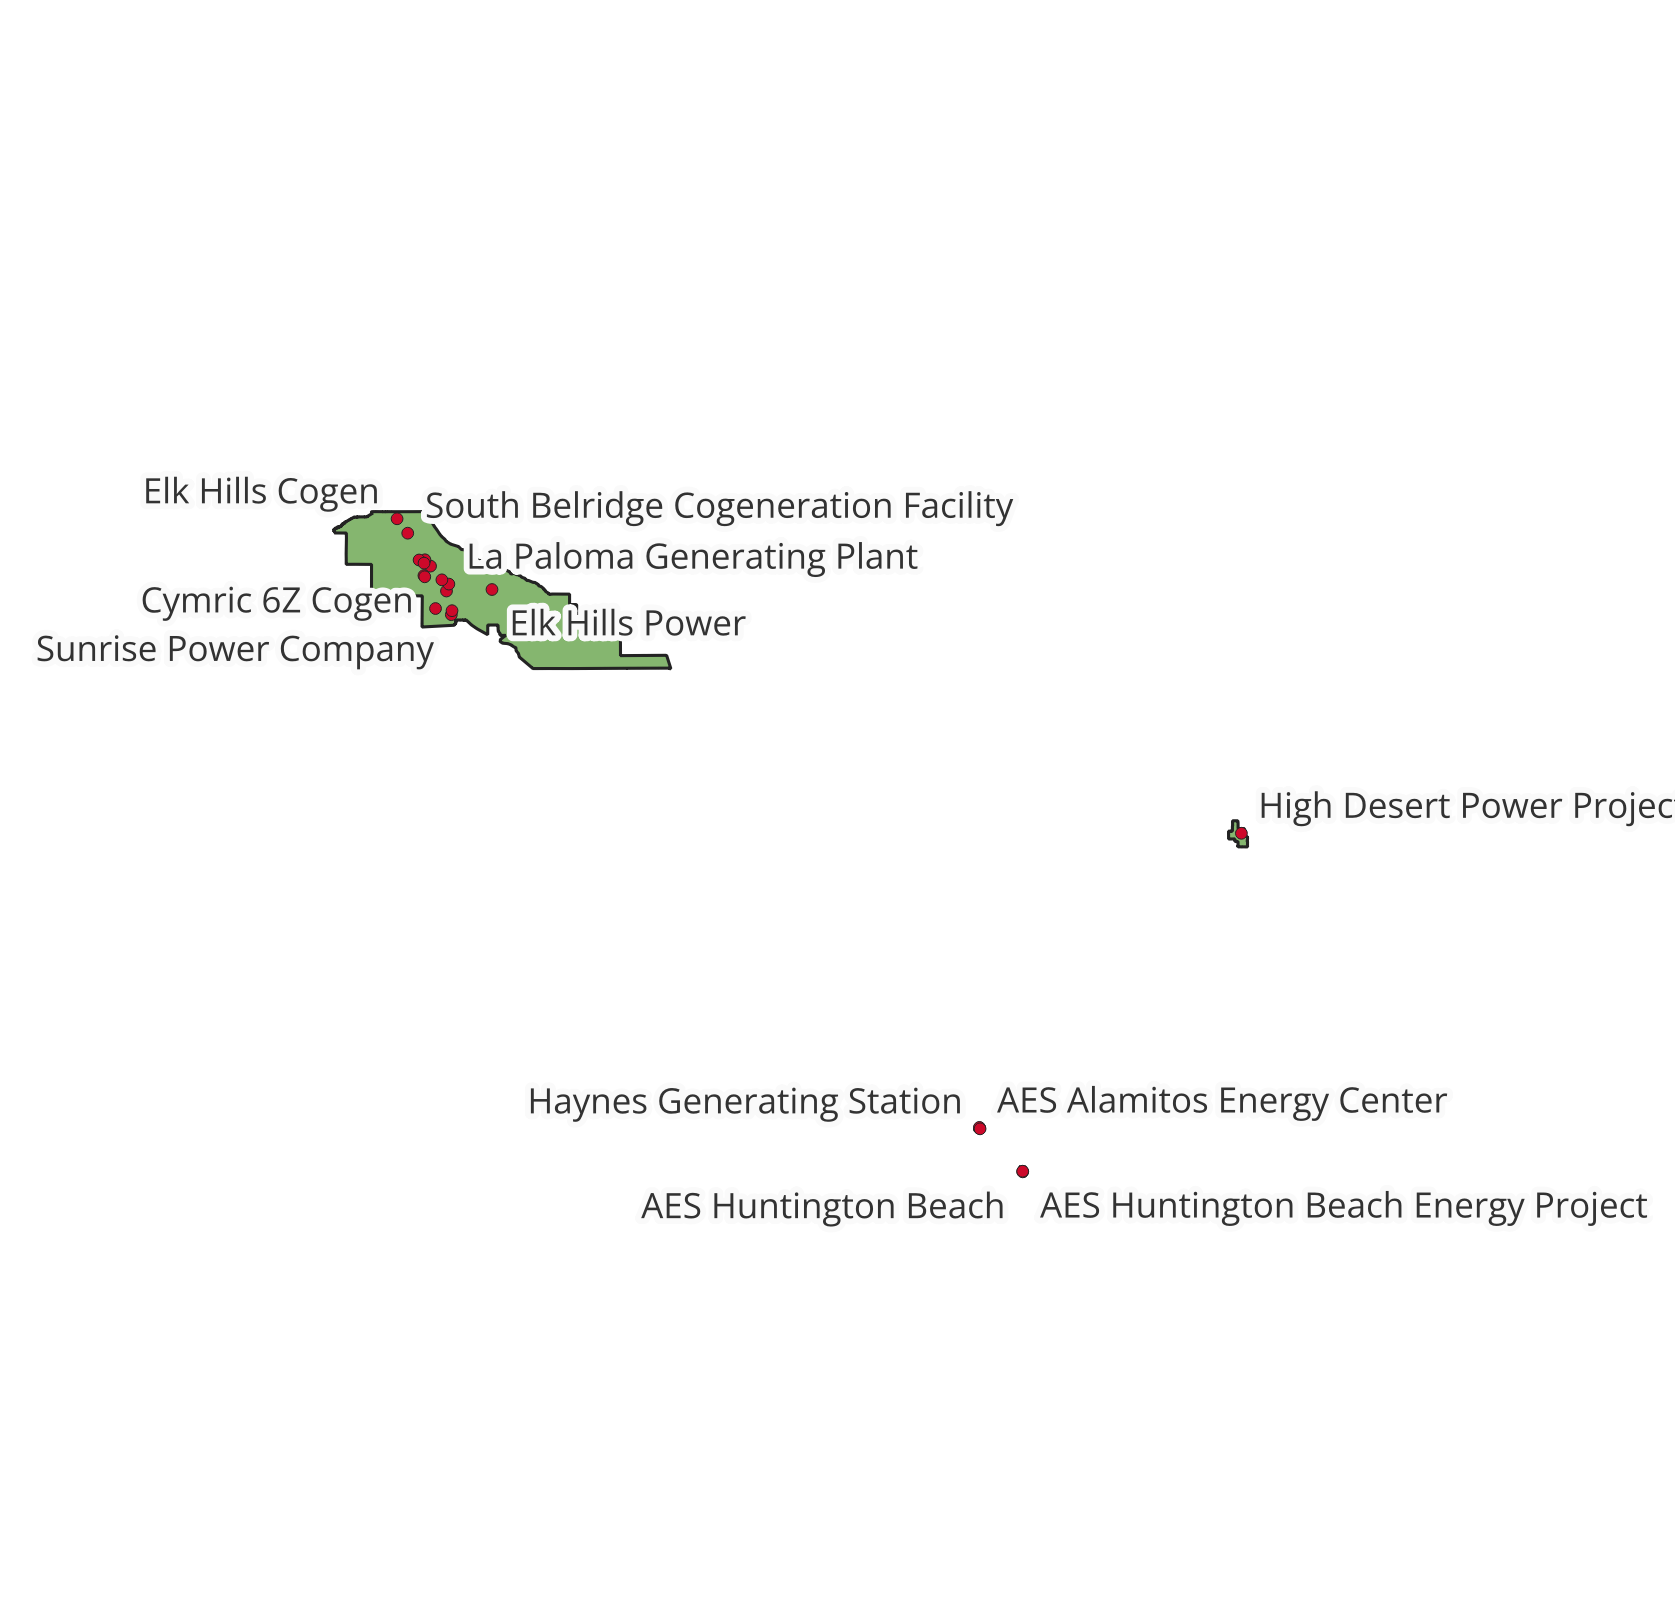 Elk Hills Cogen
South Belridge Cogeneration Facility
La Paloma Generating Plant
Cymric 6Z Cogen
Elk Hills Power
Sunrise Power Company
High Desert Power Project
Haynes Generating Station
AES Alamitos Energy Center
AES Huntington Beach
AES Huntington Beach Energy Project